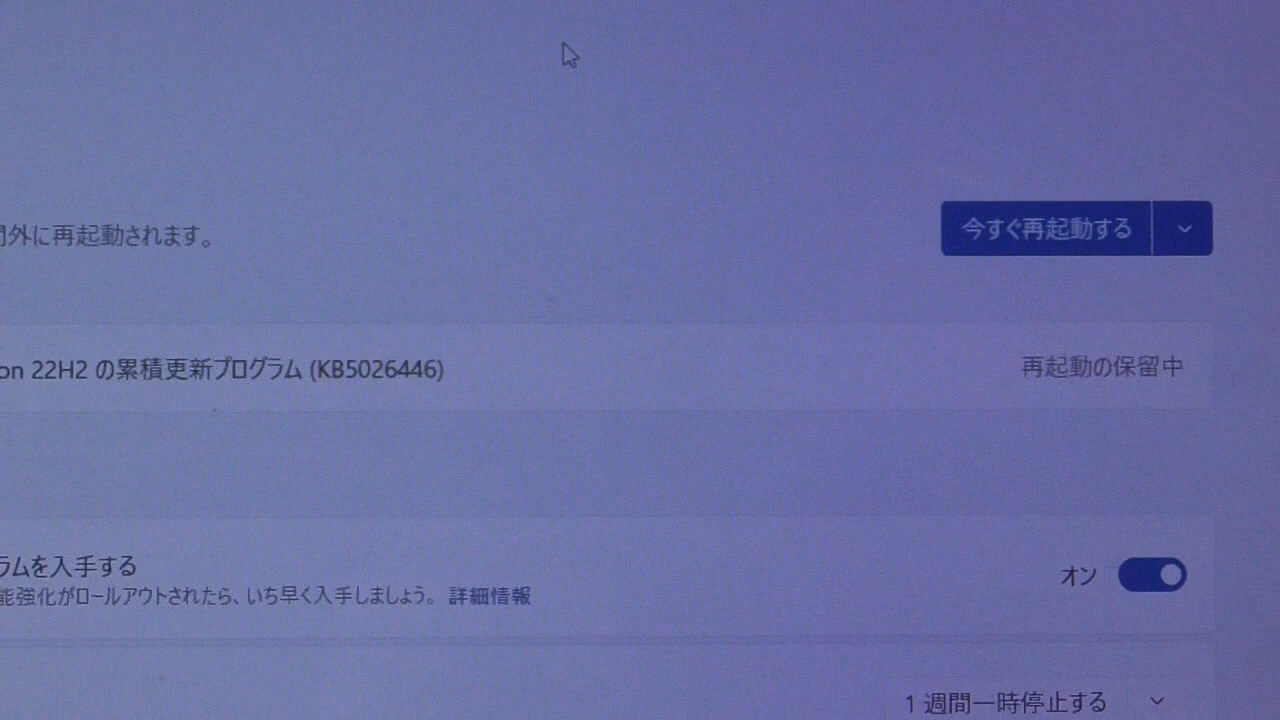 外に再起動されます。
今すぐ再起動する
on 22H2 の累積更新プログラム (KB5026446)
再起動の保留中
ラムを入手する
能強化がロールアウトされたら、いち早く入手しましょう。 詳細情報
オン
1 週間一時停止する